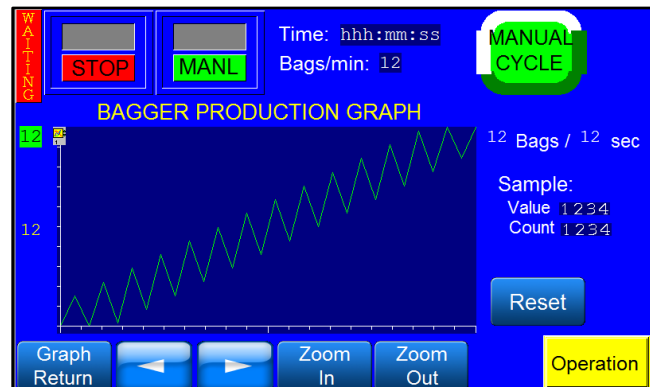 WAITING
STOP
MANL
Time: hhh:mm:ss
Bags/min: 12
MANUAL
CYCLE
BAGGER PRODUCTION GRAPH
12
12 Bags / 12 sec
Sample:
Value 1234
Count 1234
12
Reset
Graph
Return
Zoom
In
Zoom
Out
Operation